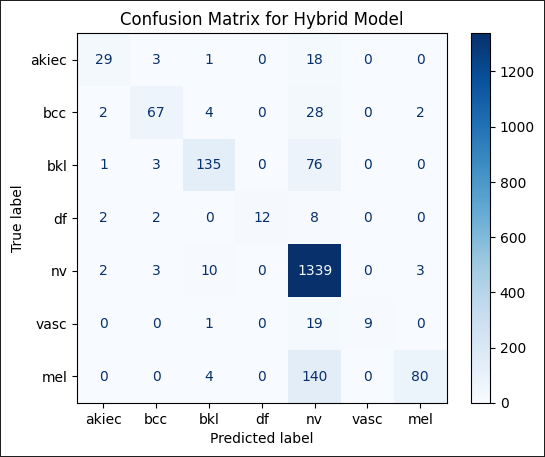 Confusion Matrix for Hybrid Model
akiec 29 3 1 0 18 0 0
bcc 2 67 4 0 28 0 2
bkl 1 3 135 0 76 0 0
df 2 2 0 12 8 0 0
nv 2 3 10 0 1339 0 3
vasc 0 0 1 0 19 9 0
mel 0 0 4 0 140 0 80
akiec bcc bkl df nv vasc mel
Predicted label
True label
1200
1000
800
600
400
200
0